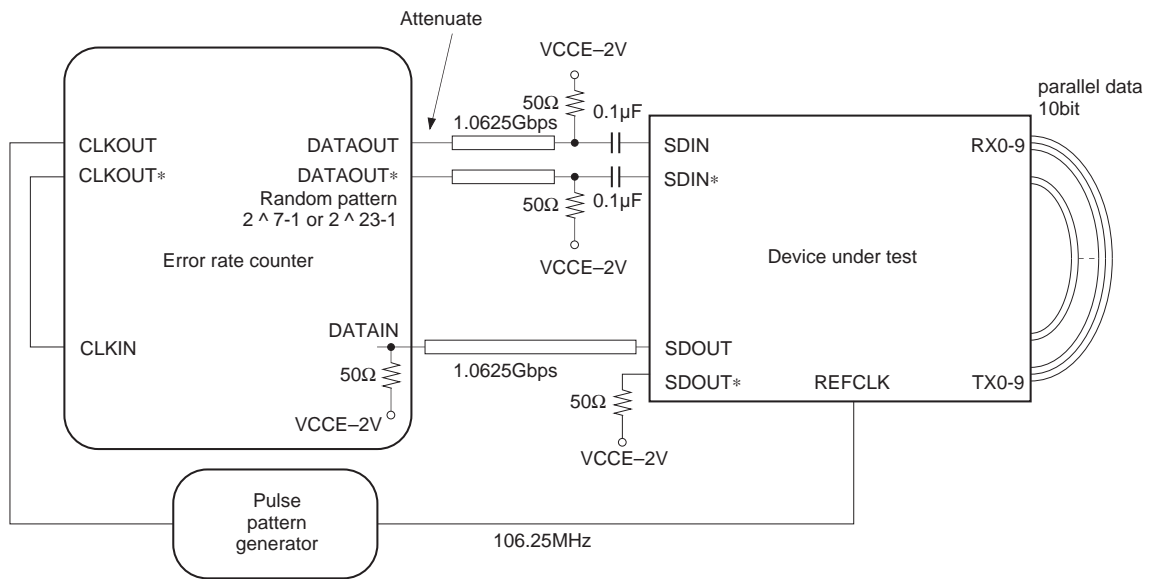 Attenuate
VCCE–2V
50Ω
0.1µF
1.0625Gbps
parallel data
10bit
CLKOUT
DATAOUT
SDIN
RX0-9
CLKOUT*
DATAOUT*
SDIN*
Random pattern
2 ^ 7-1 or 2 ^ 23-1
50Ω
0.1µF
VCCE–2V
Error rate counter
Device under test
DATAIN
CLKIN
SDOUT
50Ω
1.0625Gbps
SDOUT*
REFCLK
TX0-9
50Ω
VCCE–2V
VCCE–2V
Pulse
pattern
generator
106.25MHz